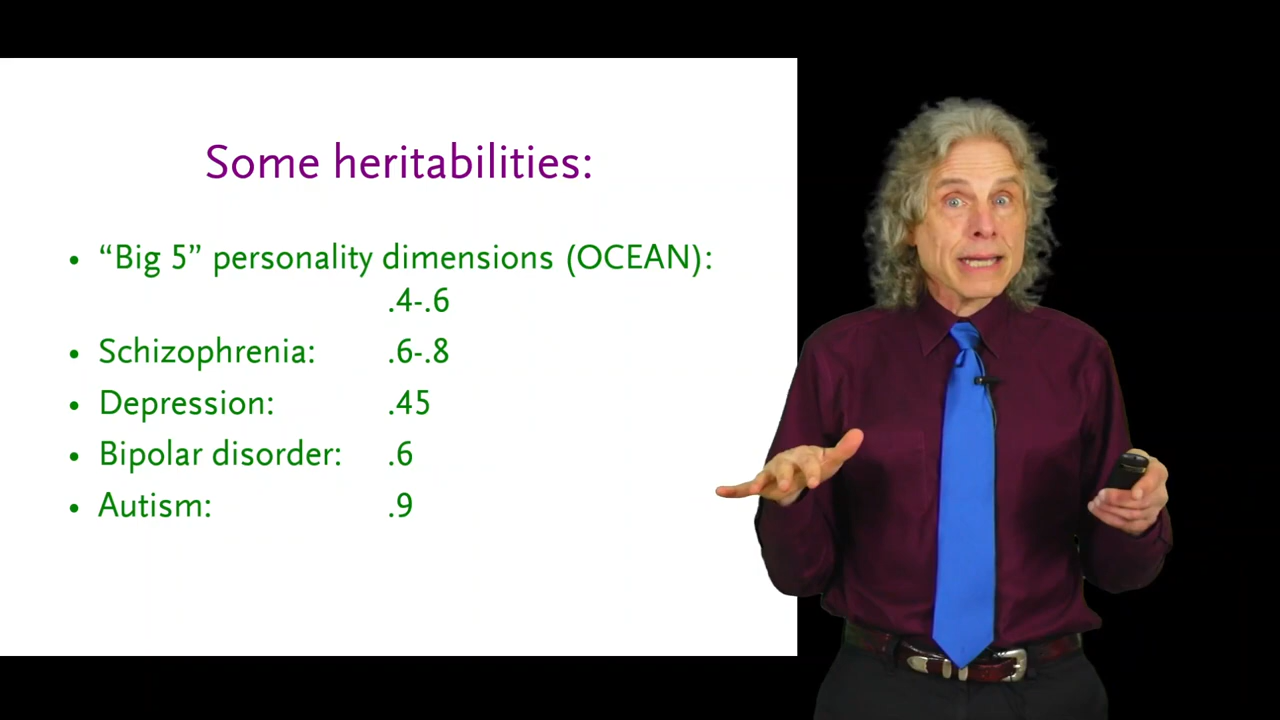 Some heritabilities:
• “Big 5” personality dimensions (OCEAN):
.4-.6
• Schizophrenia: .6-.8
• Depression: .45
• Bipolar disorder: .6
• Autism: .9